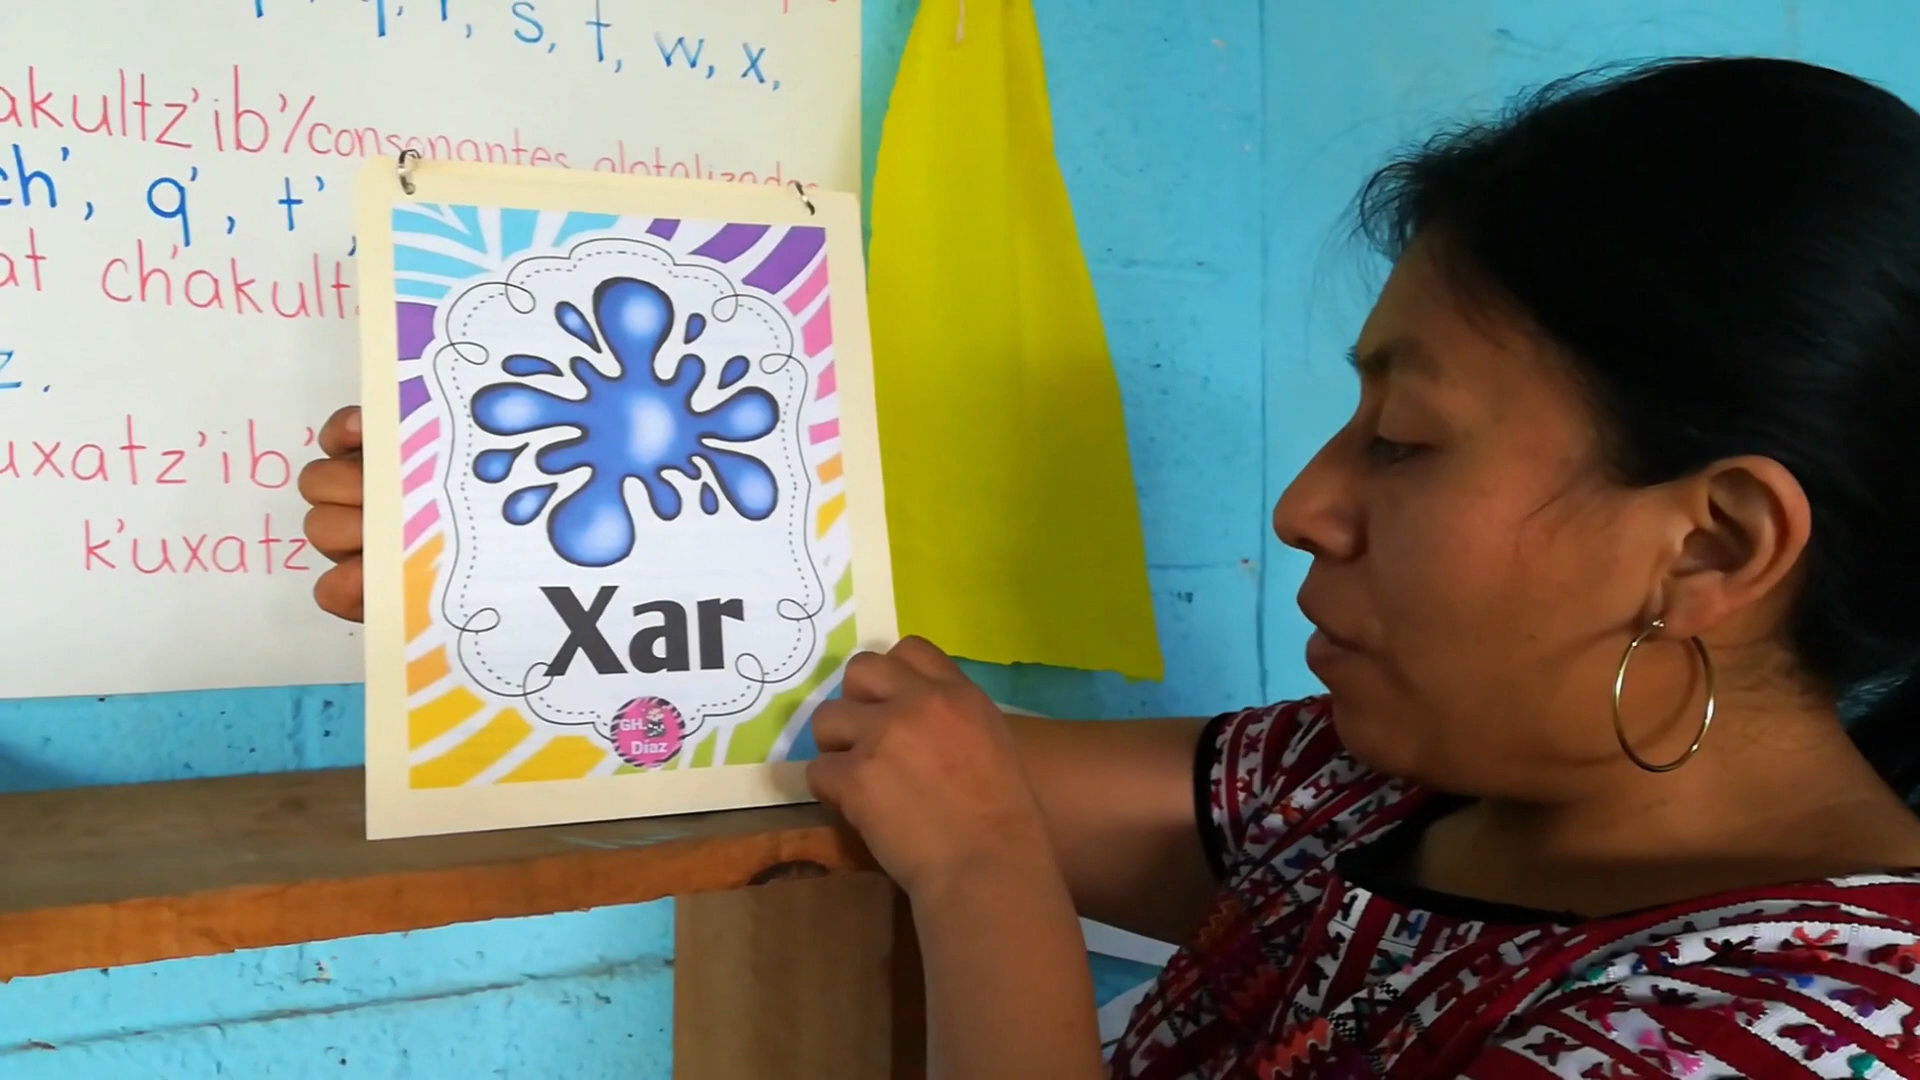 s, t, w, x,
akultz'ib'/consonantes glotalizadas
ch', q', t',
at ch'akult
z.
uxatz'ib'
k'uxatz
Xar
GH.
Díaz